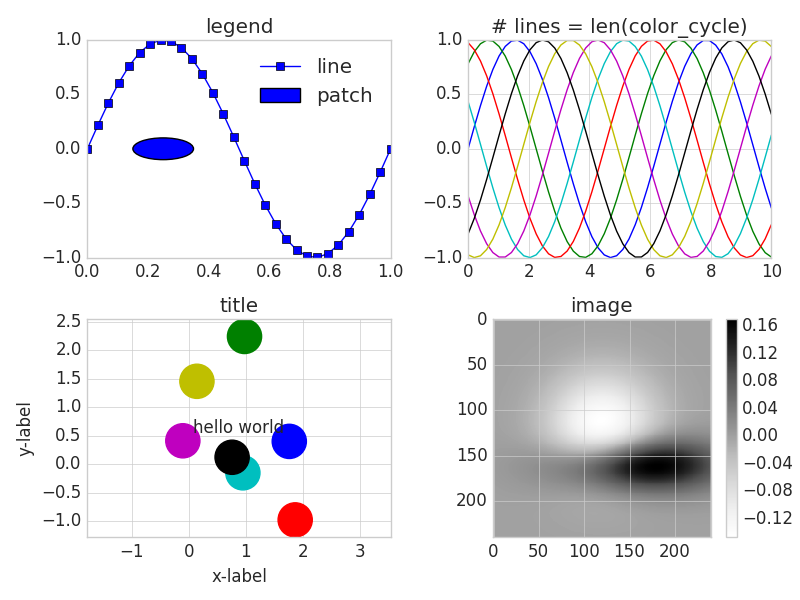 legend
1.0
0.5
0.0
−0.5
−1.0
0.0 0.2 0.4 0.6 0.8 1.0
line
patch
# lines = len(color_cycle)
1.0
0.5
0.0
−0.5
−1.0
0 2 4 6 8 10
title
2.5
2.0
1.5
1.0
0.5
0.0
−0.5
−1.0
y-label
hello world
−1 0 1 2 3
x-label
image
0
50
100
150
200
0 50 100 150 200
0.16
0.12
0.08
0.04
0.00
−0.04
−0.08
−0.12